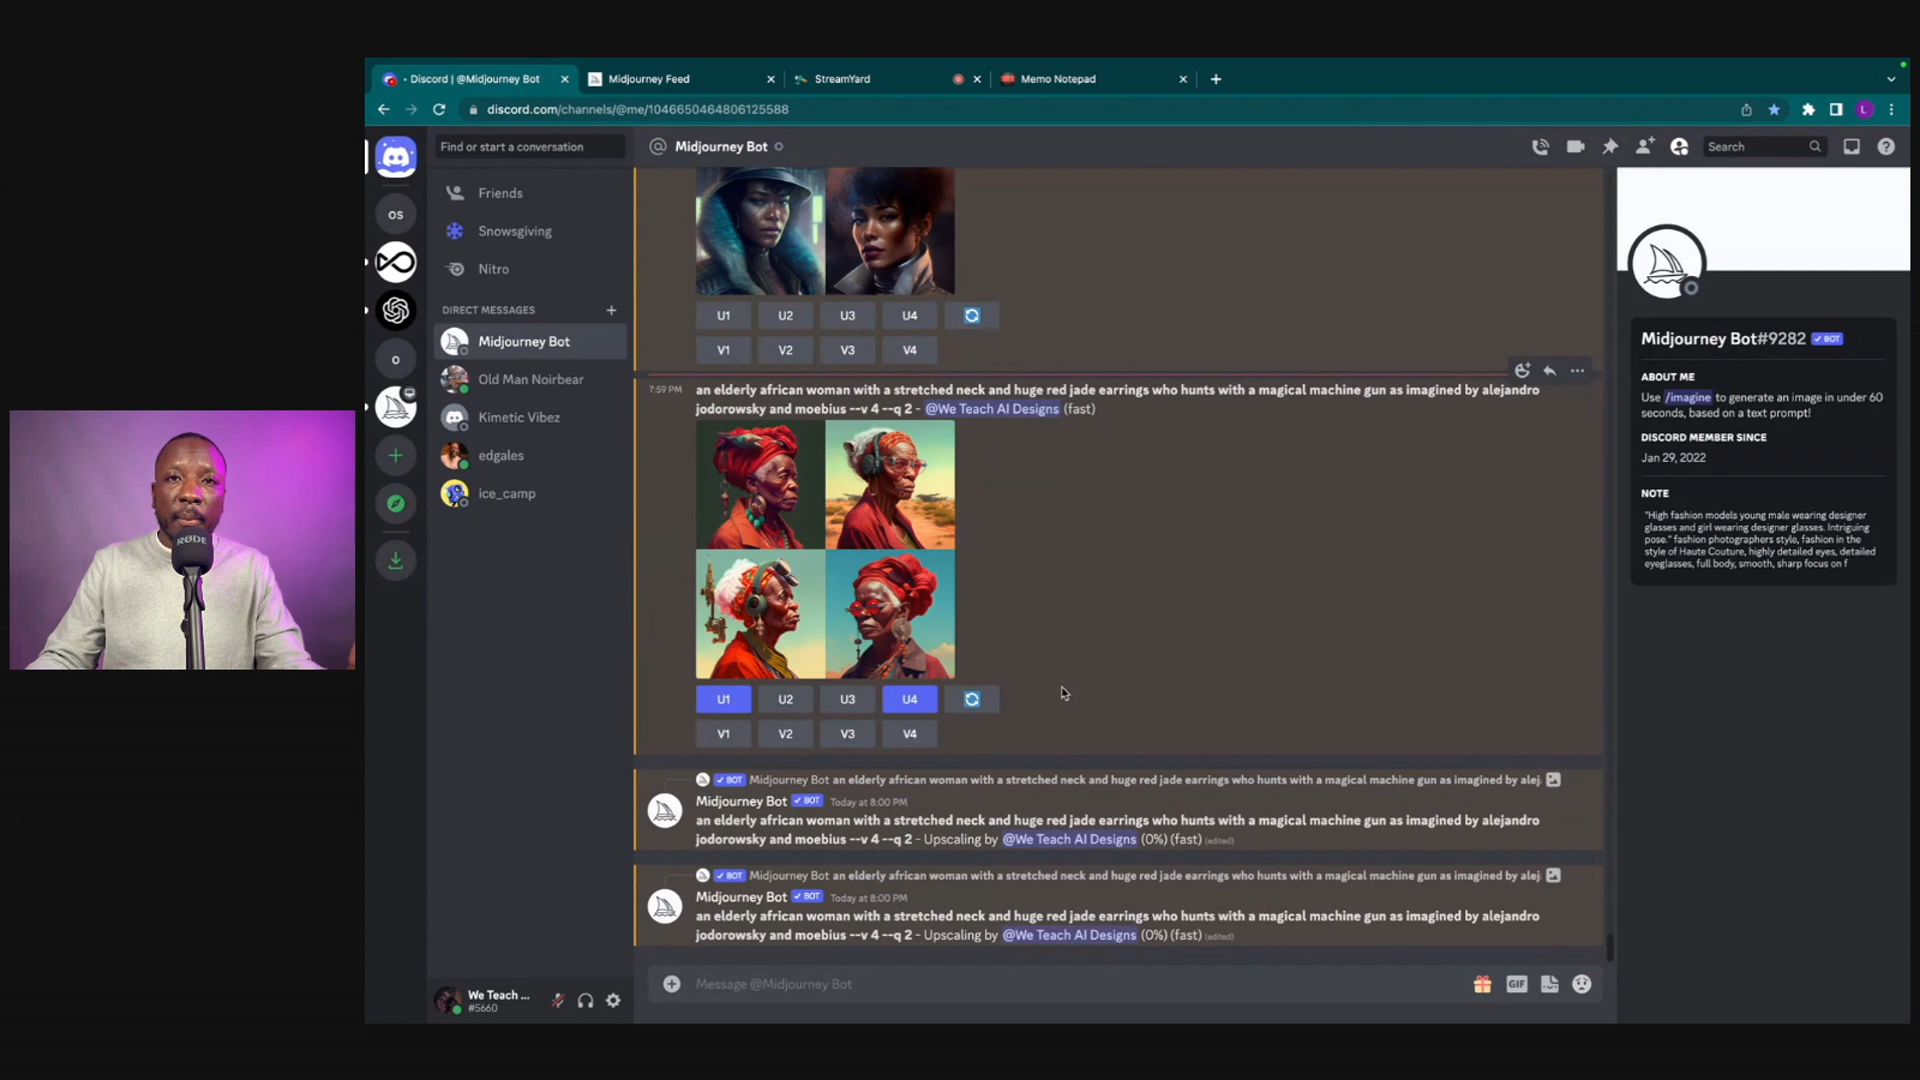 Discord | @Midjourney Bot
Midjourney Feed
StreamYard
Memo Notepad
discord.com/channels/@me/1046650464806125588
L
Find or start a conversation
Midjourney Bot
Search
OS
Friends
Snowsgiving
Nitro
DIRECT MESSAGES
Midjourney Bot
Old Man Noirbear
Kimetic Vibez
edgales
ice_camp
O
We Teach ...
#5660
U1 U2 U3 U4
V1 V2 V3 V4
7:59 PM an elderly african woman with a stretched neck and huge red jade earrings who hunts with a magical machine gun as imagined by alejandro
jodorowsky and moebius --v 4 --q 2 - @We Teach AI Designs (fast)
U1 U2 U3 U4
V1 V2 V3 V4
BOT Midjourney Bot an elderly african woman with a stretched neck and huge red jade earrings who hunts with a magical machine gun as imagined by alej
Midjourney Bot BOT Today at 8:00 PM
an elderly african woman with a stretched neck and huge red jade earrings who hunts with a magical machine gun as imagined by alejandro
jodorowsky and moebius --v 4 --q 2 - Upscaling by @We Teach AI Designs (0%) (fast) (edited)
BOT Midjourney Bot an elderly african woman with a stretched neck and huge red jade earrings who hunts with a magical machine gun as imagined by alej
Midjourney Bot BOT Today at 8:00 PM
an elderly african woman with a stretched neck and huge red jade earrings who hunts with a magical machine gun as imagined by alejandro
jodorowsky and moebius --v 4 --q 2 - Upscaling by @We Teach AI Designs (0%) (fast) (edited)
Message @Midjourney Bot
GIF
Midjourney Bot#9282 BOT
ABOUT ME
Use /imagine to generate an image in under 60
seconds, based on a text prompt!
DISCORD MEMBER SINCE
Jan 29, 2022
NOTE
"High fashion models young male wearing designer
glasses and girl wearing designer glasses. Intriguing
pose." fashion photographers style, fashion in the
style of Haute Couture, highly detailed eyes, detailed
eyeglasses, full body, smooth, sharp focus on f
RØDE